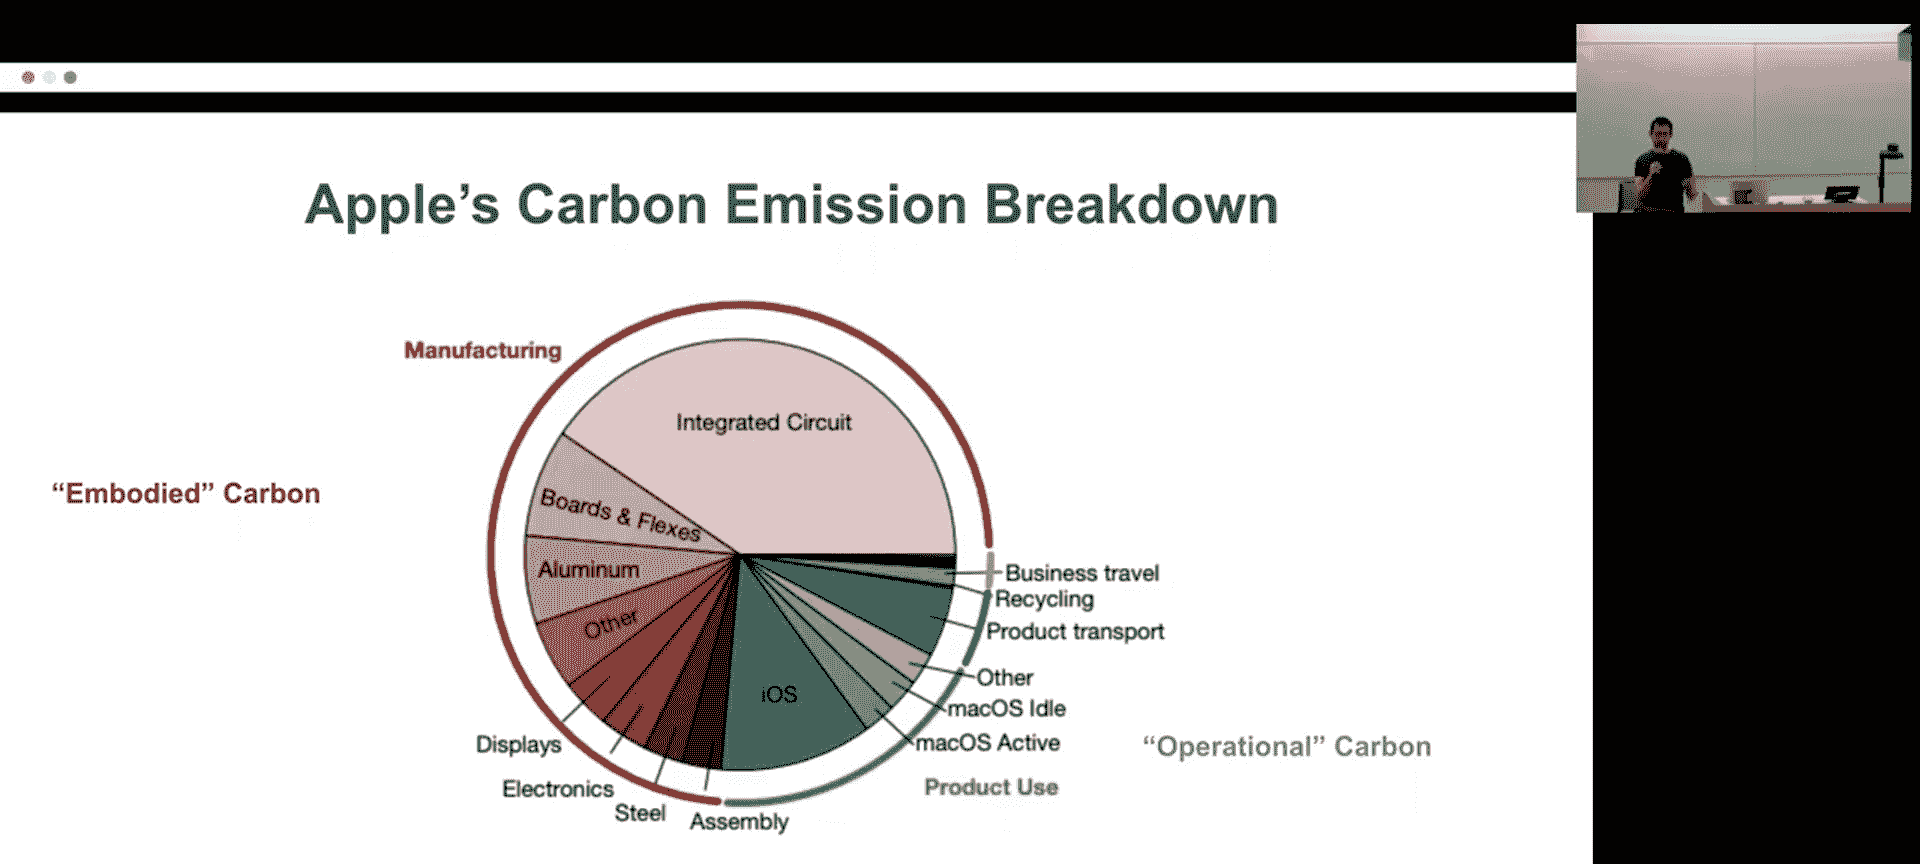 Apple’s Carbon Emission Breakdown
Manufacturing
Integrated Circuit
“Embodied” Carbon
Boards & Flexes
Aluminum
Other
Business travel
Recycling
Product transport
Other
macOS Idle
macOS Active
iOS
“Operational” Carbon
Product Use
Displays
Electronics
Steel
Assembly